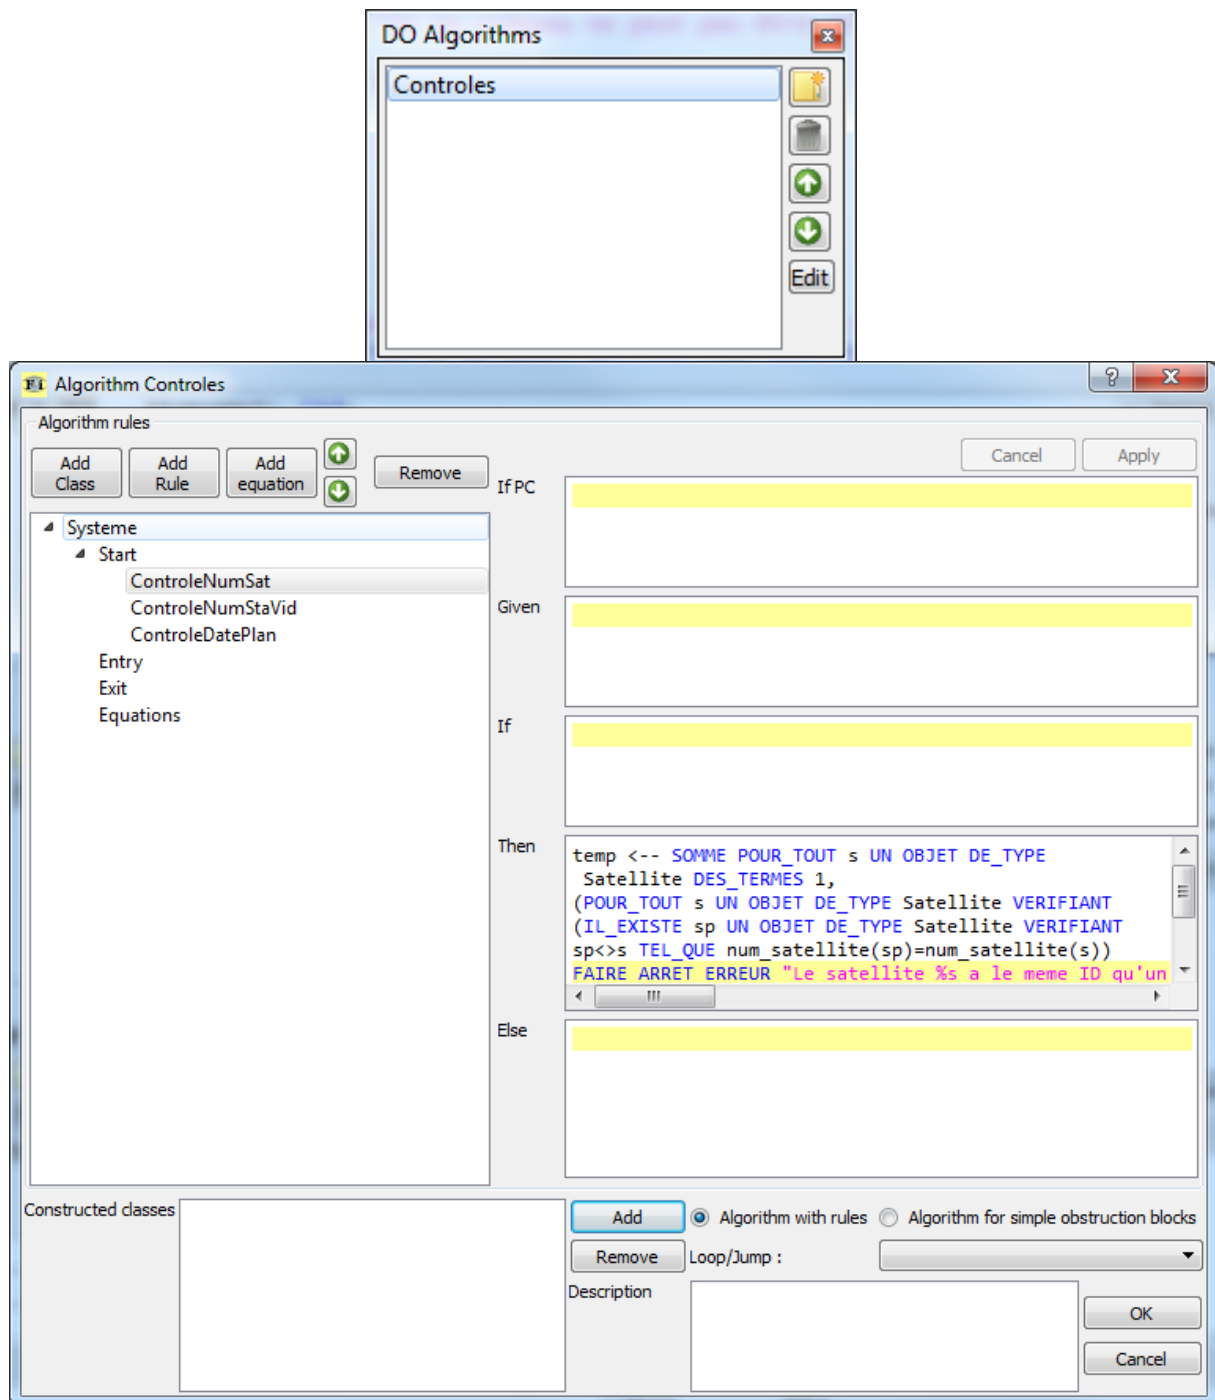 DO Algorithms
Controles
Edit
Algorithm Controles
Algorithm rules
Add Class
Add Rule
Add equation
Remove
Cancel
Apply
Systeme
Start
ControleNumSat
ControleNumStaVid
ControleDatePlan
Entry
Exit
Equations
If PC
Given
If
Then
temp <-- SOMME POUR_TOUT s UN OBJET DE_TYPE
Satellite DES_TERMES 1,
(POUR_TOUT s UN OBJET DE_TYPE Satellite VERIFIANT
(IL_EXISTE sp UN OBJET DE_TYPE Satellite VERIFIANT
sp<>s TEL_QUE num_satellite(sp)=num_satellite(s))
FAIRE ARRET ERREUR "Le satellite %s a le meme ID qu'un
Else
Constructed classes
Add
Algorithm with rules
Algorithm for simple obstruction blocks
Remove
Loop/Jump :
Description
OK
Cancel